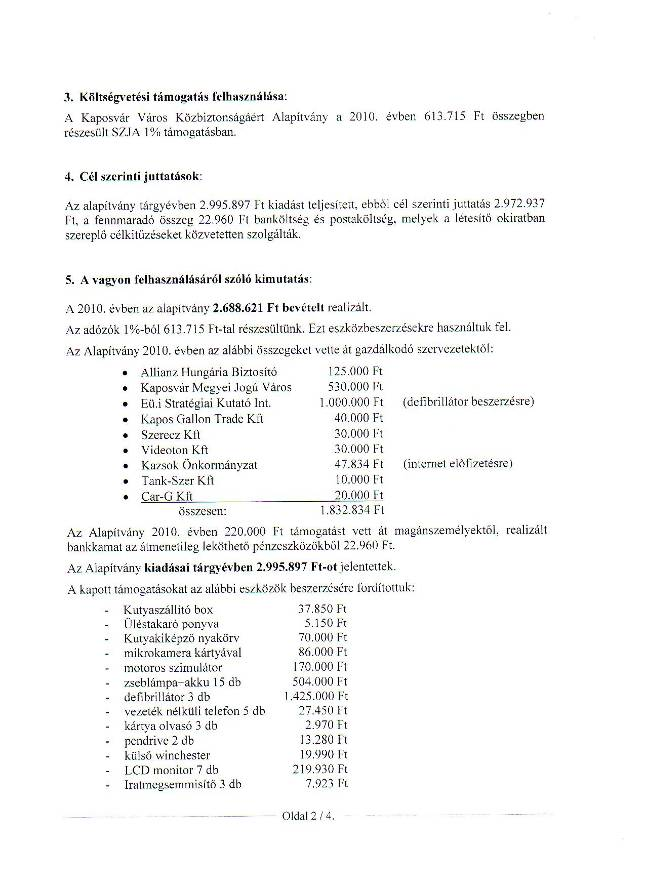 3. Költségvetési támogatás felhasználása:
A Kaposvár Város Közbiztonságáért Alapítvány a 2010. évben 613.715 Ft összegben
részesült SZJA 1% támogatásban.
4. Cél szerinti juttatások:
Az alapítvány tárgyévben 2.995.897 Ft kiadást teljesített, ebből cél szerinti juttatás 2.972.937
Ft, a fennmaradó összeg 22.960 Ft bankköltség és postaköltség, melyek a létesítő okiratban
szereplő célkitűzéseket közvetetten szolgálták.
5. A vagyon felhasználásáról szóló kimutatás:
A 2010. évben az alapítvány 2.688.621 Ft bevételt realizált.
Az adózók 1%-ból 613.715 Ft-tal részesültünk. Ezt eszközbeszerzésekre használtuk fel.
Az Alapítvány 2010. évben az alábbi összegeket vette át gazdálkodó szervezetektől:
• Allianz Hungária Biztosító 125.000 Ft
• Kaposvár Megyei Jogú Város 530.000 Ft
• Eü.i Stratégiai Kutató Int. 1.000.000 Ft (defibrillátor beszerzésre)
• Kapos Gallon Trade Kft 40.000 Ft
• Szerecz Kft 30.000 Ft
• Videoton Kft 30.000 Ft
• Kazsok Önkormányzat 47.834 Ft (internet előfizetésre)
• Tank-Szer Kft 10.000 Ft
• Car-G Kft 20.000 Ft
összesen: 1.832.834 Ft
Az Alapítvány 2010. évben 220.000 Ft támogatást vett át magánszemélyektől, realizált
bankkamat az átmenetileg leköthető pénzeszközökből 22.960 Ft.
Az Alapítvány kiadásai tárgyévben 2.995.897 Ft-ot jelentettek.
A kapott támogatásokat az alábbi eszközök beszerzésére fordítottuk:
- Kutyaszállító box 37.850 Ft
- Üléstakaró ponyva 5.150 Ft
- Kutyakiképző nyakörv 70.000 Ft
- mikrokamera kártyával 86.000 Ft
- motoros szimulátor 170.000 Ft
- zseblámpa+akku 15 db 504.000 Ft
- defibrillátor 3 db 1.425.000 Ft
- vezeték nélküli telefon 5 db 27.450 Ft
- kártya olvasó 3 db 2.970 Ft
- pendrive 2 db 13.280 Ft
- külső winchester 19.990 Ft
- LCD monitor 7 db 219.930 Ft
- Iratmegsemmisítő 3 db 7.923 Ft
Oldal 2 / 4.